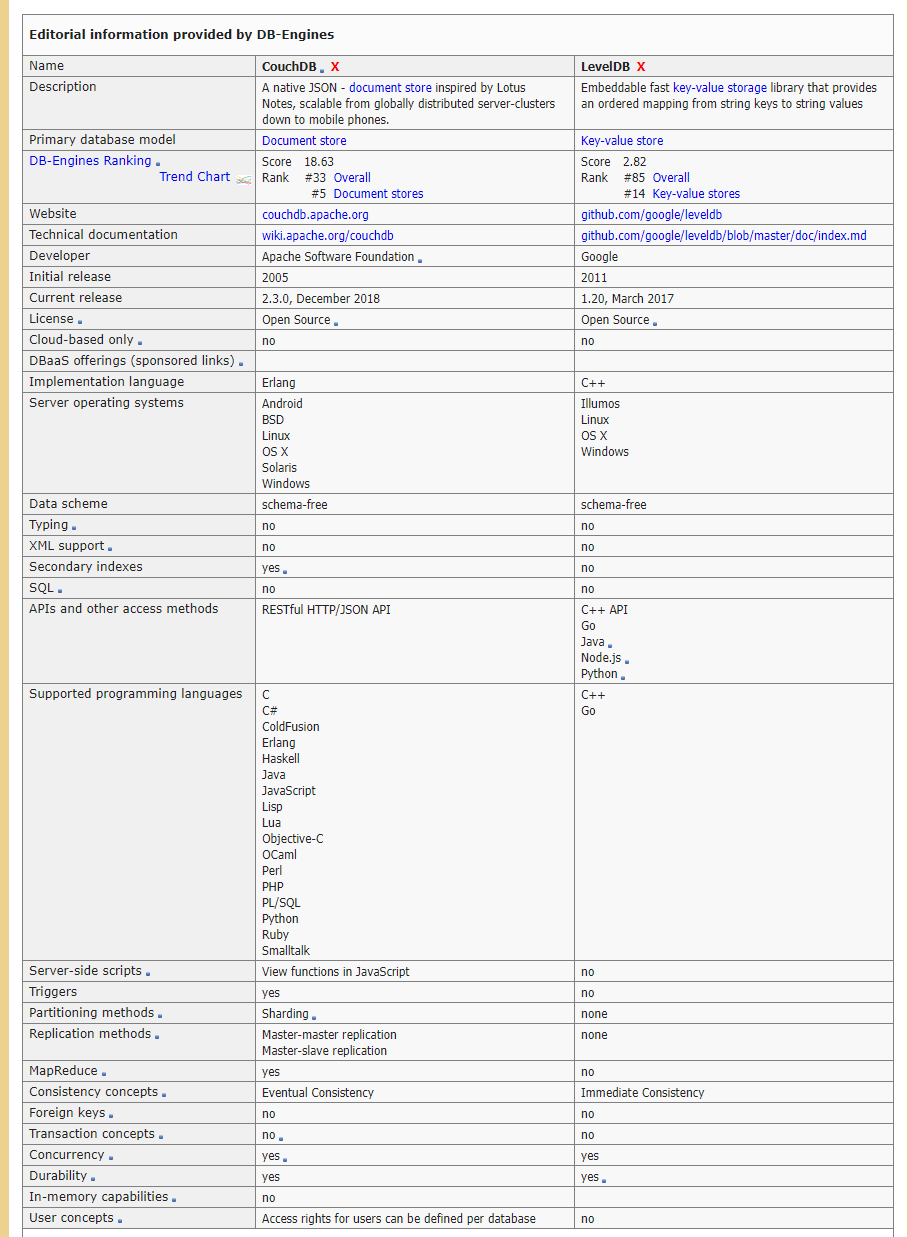 Editorial information provided by DB-Engines
Name CouchDB X LevelDB X
Description A native JSON - document store inspired by Lotus Embeddable fast key-value storage library that provides
Notes, scalable from globally distributed server-clusters an ordered mapping from string keys to string values
down to mobile phones.
Primary database model Document store Key-value store
DB-Engines Ranking Score 18.63 Score 2.82
Trend Chart Rank #33 Overall Rank #85 Overall
#5 Document stores #14 Key-value stores
Website couchdb.apache.org github.com/google/leveldb
Technical documentation wiki.apache.org/couchdb github.com/google/leveldb/blob/master/doc/index.md
Developer Apache Software Foundation Google
Initial release 2005 2011
Current release 2.3.0, December 2018 1.20, March 2017
License Open Source Open Source
Cloud-based only no no
DBaaS offerings (sponsored links)
Implementation language Erlang C++
Server operating systems Android Illumos
BSD Linux
Linux OS X
OS X Windows
Solaris
Windows
Data scheme schema-free schema-free
Typing no no
XML support no no
Secondary indexes yes no
SQL no no
APIs and other access methods RESTful HTTP/JSON API C++ API
Go
Java
Node.js
Python
Supported programming languages C C++
C# Go
ColdFusion
Erlang
Haskell
Java
JavaScript
Lisp
Lua
Objective-C
OCaml
Perl
PHP
PL/SQL
Python
Ruby
Smalltalk
Server-side scripts View functions in JavaScript no
Triggers yes no
Partitioning methods Sharding none
Replication methods Master-master replication none
Master-slave replication
MapReduce yes no
Consistency concepts Eventual Consistency Immediate Consistency
Foreign keys no no
Transaction concepts no no
Concurrency yes yes
Durability yes yes
In-memory capabilities no
User concepts Access rights for users can be defined per database no